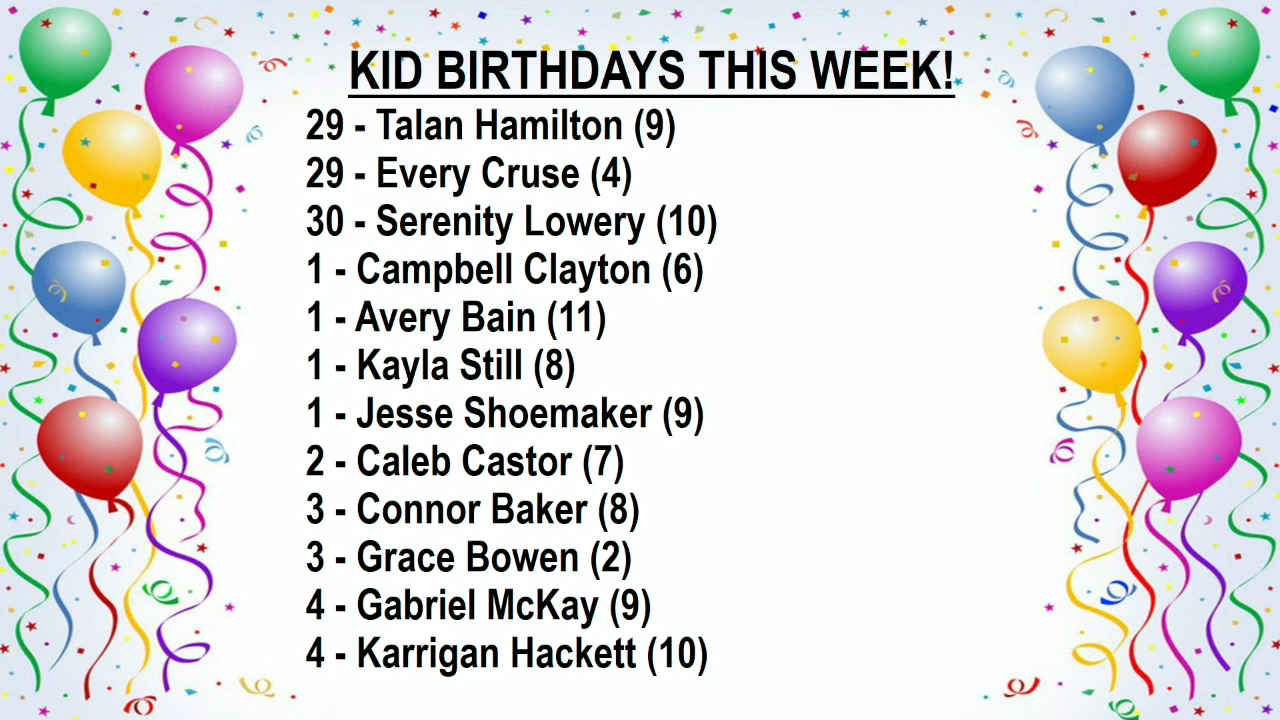 KID BIRTHDAYS THIS WEEK!
29 - Talan Hamilton (9)
29 - Every Cruse (4)
30 - Serenity Lowery (10)
1 - Campbell Clayton (6)
1 - Avery Bain (11)
1 - Kayla Still (8)
1 - Jesse Shoemaker (9)
2 - Caleb Castor (7)
3 - Connor Baker (8)
3 - Grace Bowen (2)
4 - Gabriel McKay (9)
4 - Karrigan Hackett (10)